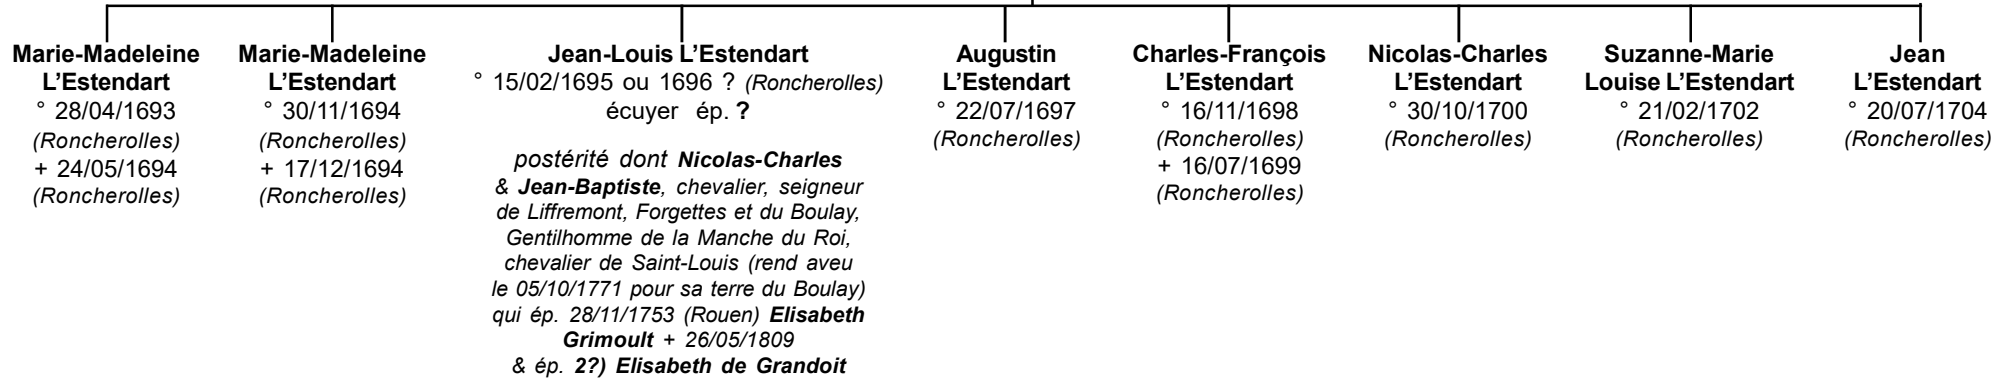 Marie-Madeleine
L'Estendart
° 28/04/1693
(Roncherolles)
+ 24/05/1694
(Roncherolles)
Marie-Madeleine
L'Estendart
° 30/11/1694
(Roncherolles)
+ 17/12/1694
(Roncherolles)
Jean-Louis L'Estendart
° 15/02/1695 ou 1696 ? (Roncherolles)
écuyer ép. ?
postérité dont Nicolas-Charles
& Jean-Baptiste, chevalier, seigneur
de Liffremont, Forgettes et du Boulay,
Gentilhomme de la Manche du Roi,
chevalier de Saint-Louis (rend aveu
le 05/10/1771 pour sa terre du Boulay)
qui ép. 28/11/1753 (Rouen) Elisabeth
Grimoult + 26/05/1809
& ép. 2?) Elisabeth de Grandoit
Augustin
L'Estendart
° 22/07/1697
(Roncherolles)
Charles-François
L'Estendart
° 16/11/1698
(Roncherolles)
+ 16/07/1699
(Roncherolles)
Nicolas-Charles
L'Estendart
° 30/10/1700
(Roncherolles)
Suzanne-Marie
Louise L'Estendart
° 21/02/1702
(Roncherolles)
Jean
L'Estendart
° 20/07/1704
(Roncherolles)